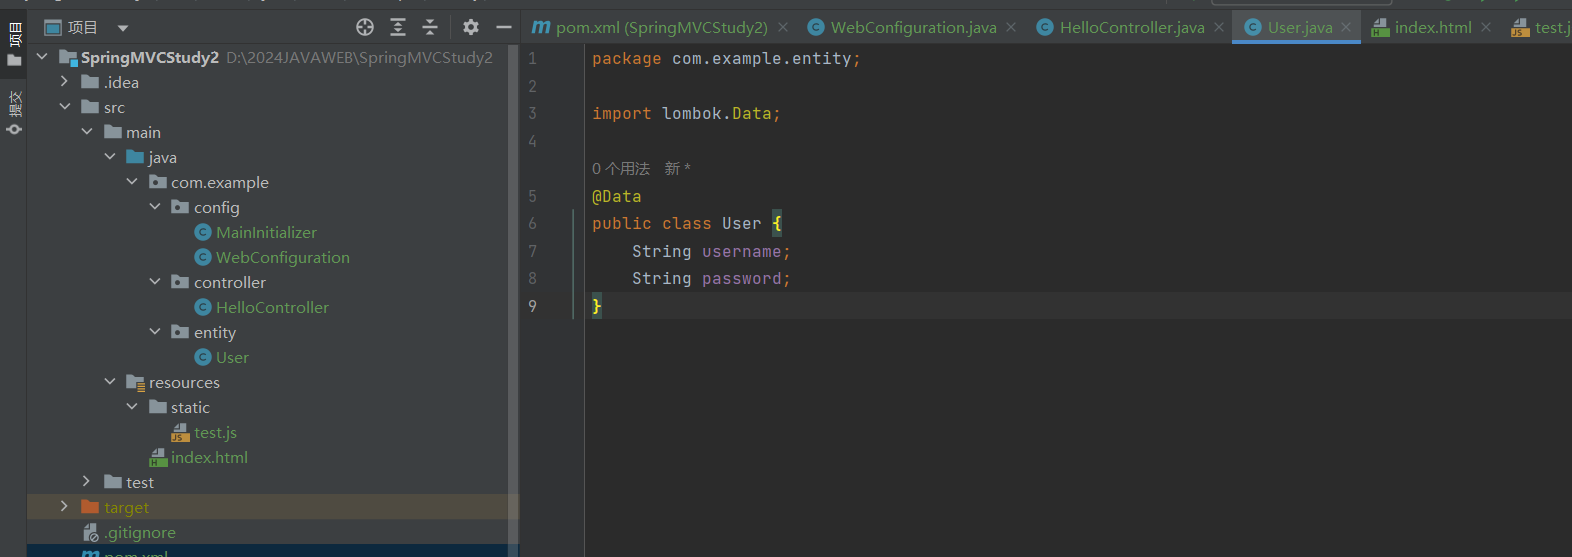 项目
提交
项目
SpringMVCStudy2 D:\2024JAVAWEB\SpringMVCStudy2
.idea
src
main
java
com.example
config
MainInitializer
WebConfiguration
controller
HelloController
entity
User
resources
static
test.js
index.html
test
target
.gitignore
pom.xml
pom.xml (SpringMVCStudy2)
WebConfiguration.java
HelloController.java
User.java
index.html
test.j
1 package com.example.entity;
2
3 import lombok.Data;
4
0 个用法 新 *
5 @Data
6 public class User {
7 String username;
8 String password;
9 }